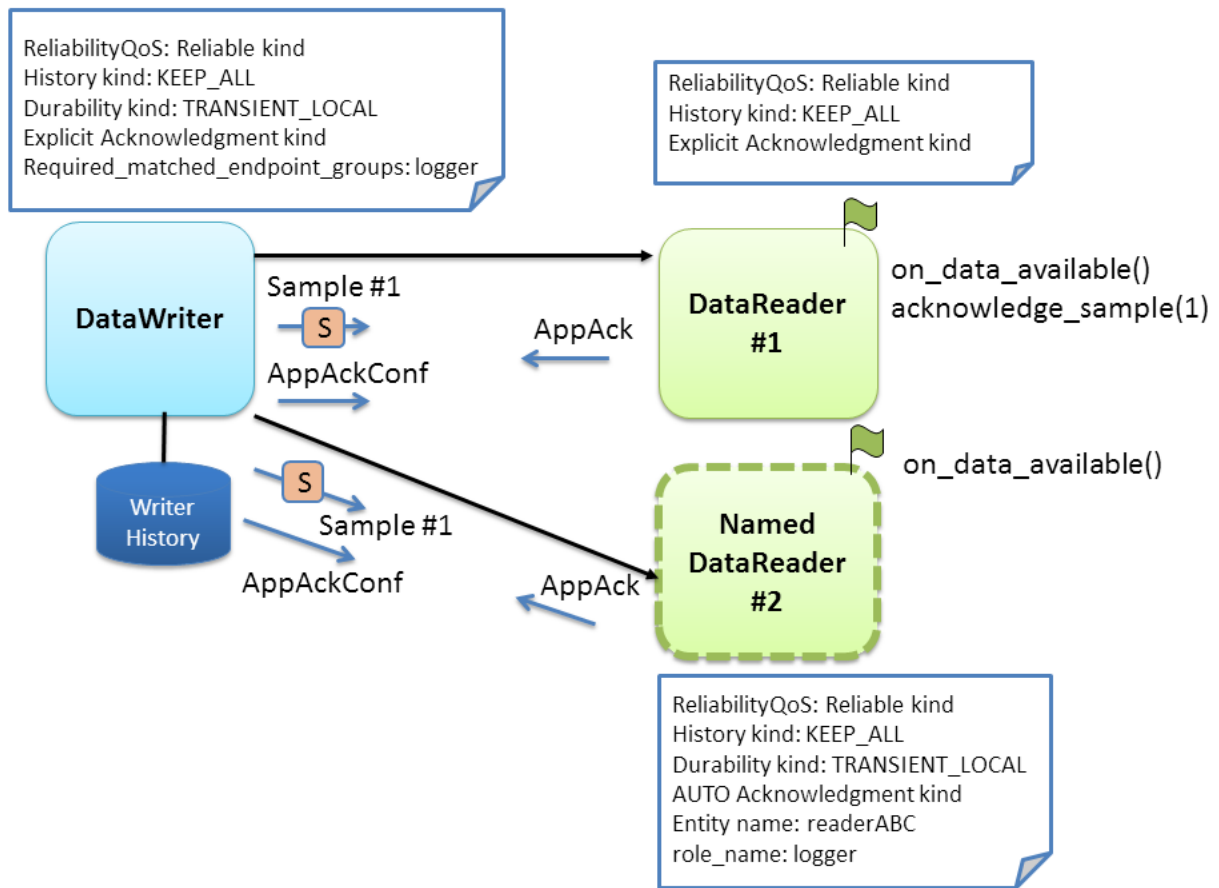 ReliabilityQoS: Reliable kind
History kind: KEEP_ALL
Durability kind: TRANSIENT_LOCAL
Explicit Acknowledgment kind
Required_matched_endpoint_groups: logger
ReliabilityQoS: Reliable kind
History kind: KEEP_ALL
Explicit Acknowledgment kind
DataWriter
Sample #1
S
AppAckConf
AppAck
DataReader
#1
on_data_available()
acknowledge_sample(1)
Writer
History
S
Sample #1
AppAckConf
AppAck
Named
DataReader
#2
on_data_available()
ReliabilityQoS: Reliable kind
History kind: KEEP_ALL
Durability kind: TRANSIENT_LOCAL
AUTO Acknowledgment kind
Entity name: readerABC
role_name: logger